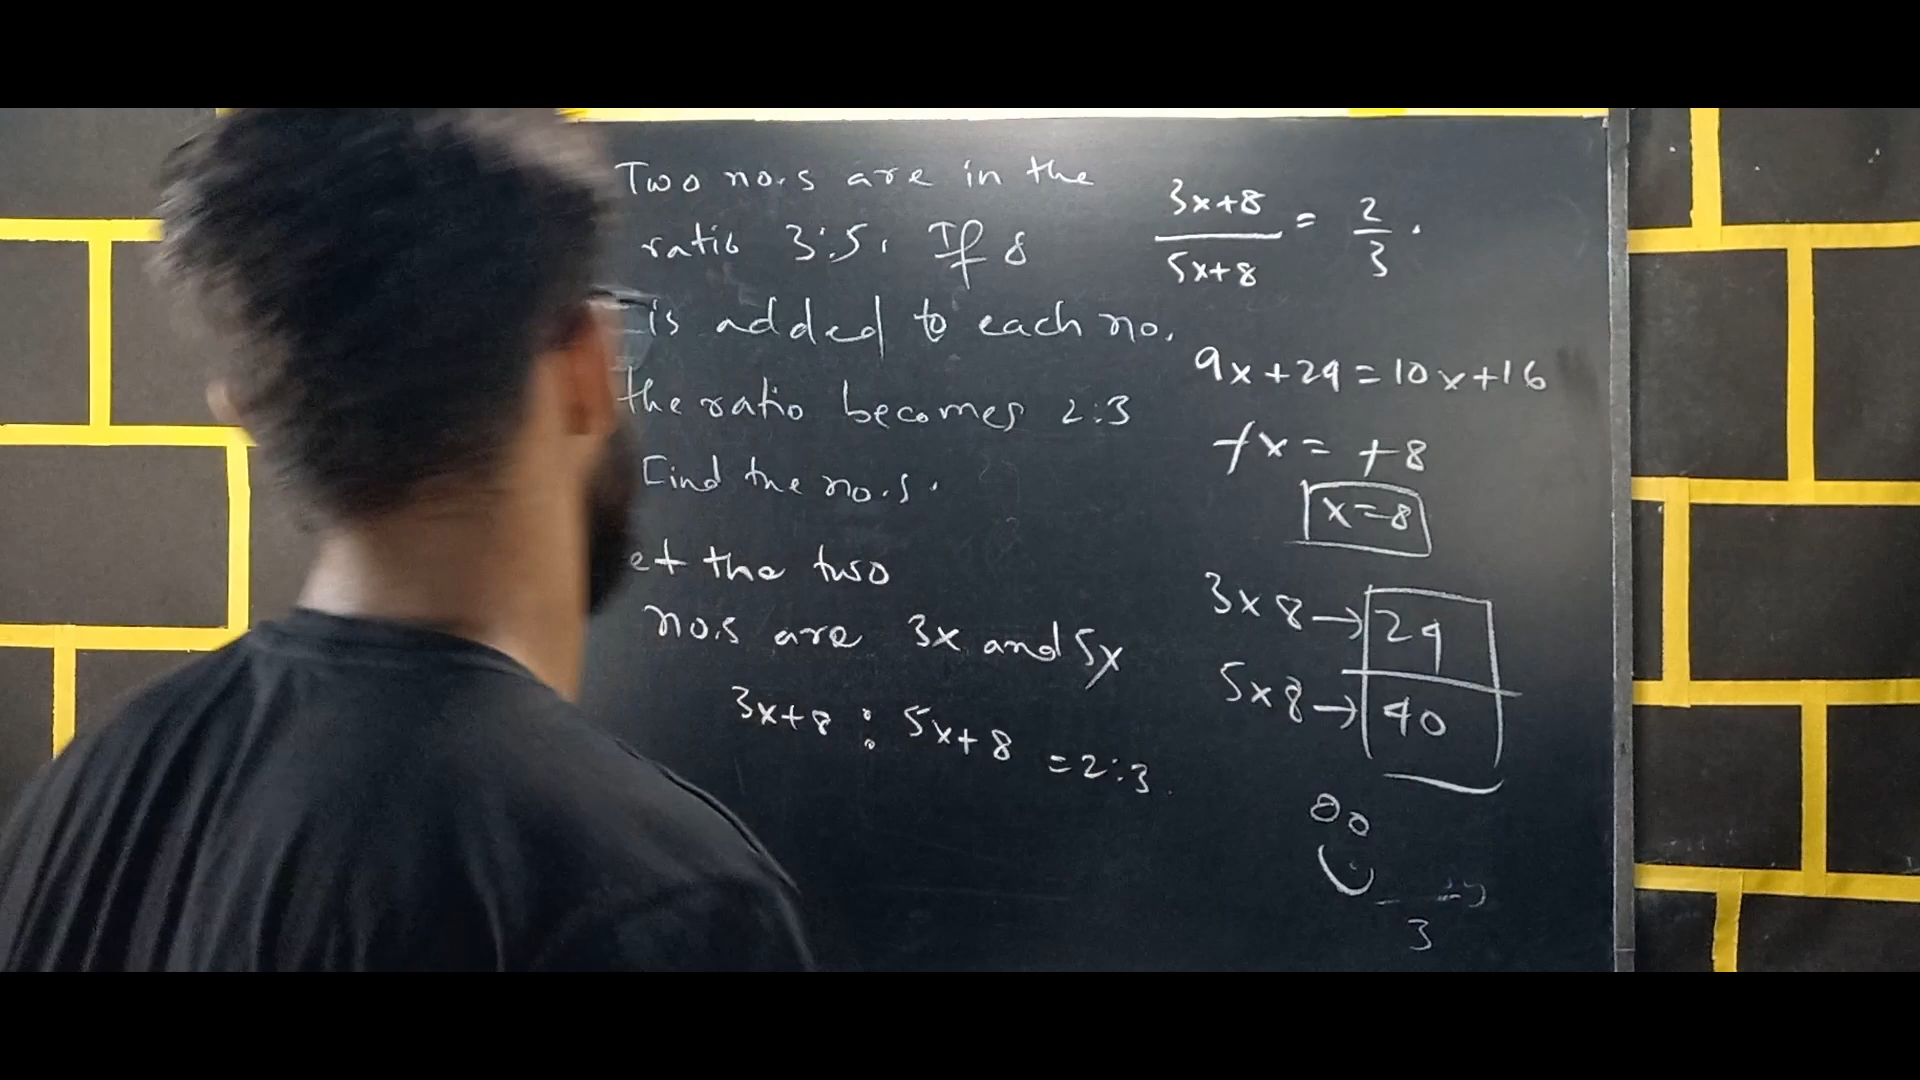 Two no.s are in the
ratio 3:5. If 8
is added to each no.
the ratio becomes 2:3
Find the no.s.
et the two
no.s are 3x and 5x
3x+8 : 5x+8 = 2:3
3x+8 = 2
5x+8 3
9x+24=10x+16
+x = +8
x=8
3x8→ 24
5x8→ 40
3